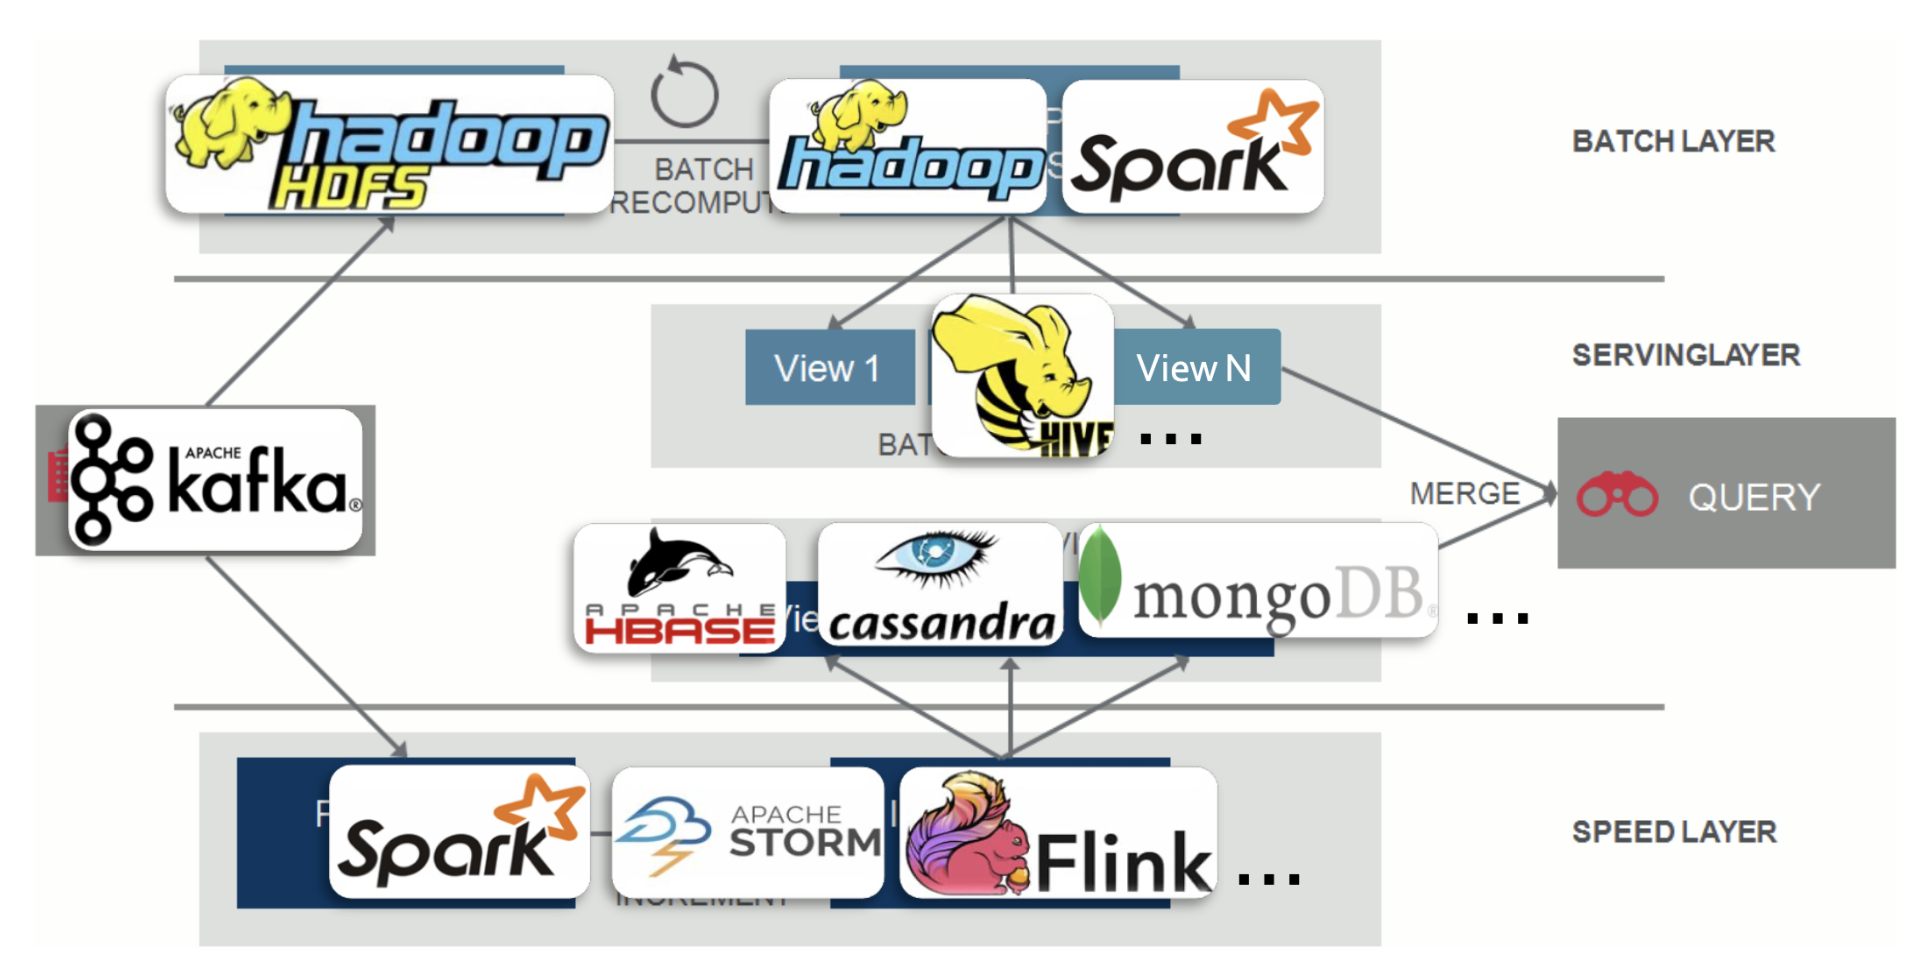 hadoop
HDFS
BATCH
RECOMPUT
hadoop
Spark
BATCH LAYER
View 1
HIVE
View N
...
SERVINGLAYER
APACHE
kafka®
MERGE
QUERY
APACHE
HBASE
cassandra
mongoDB®
...
SPEED LAYER
Spark
APACHE
STORM
Flink
...
INCREMENT